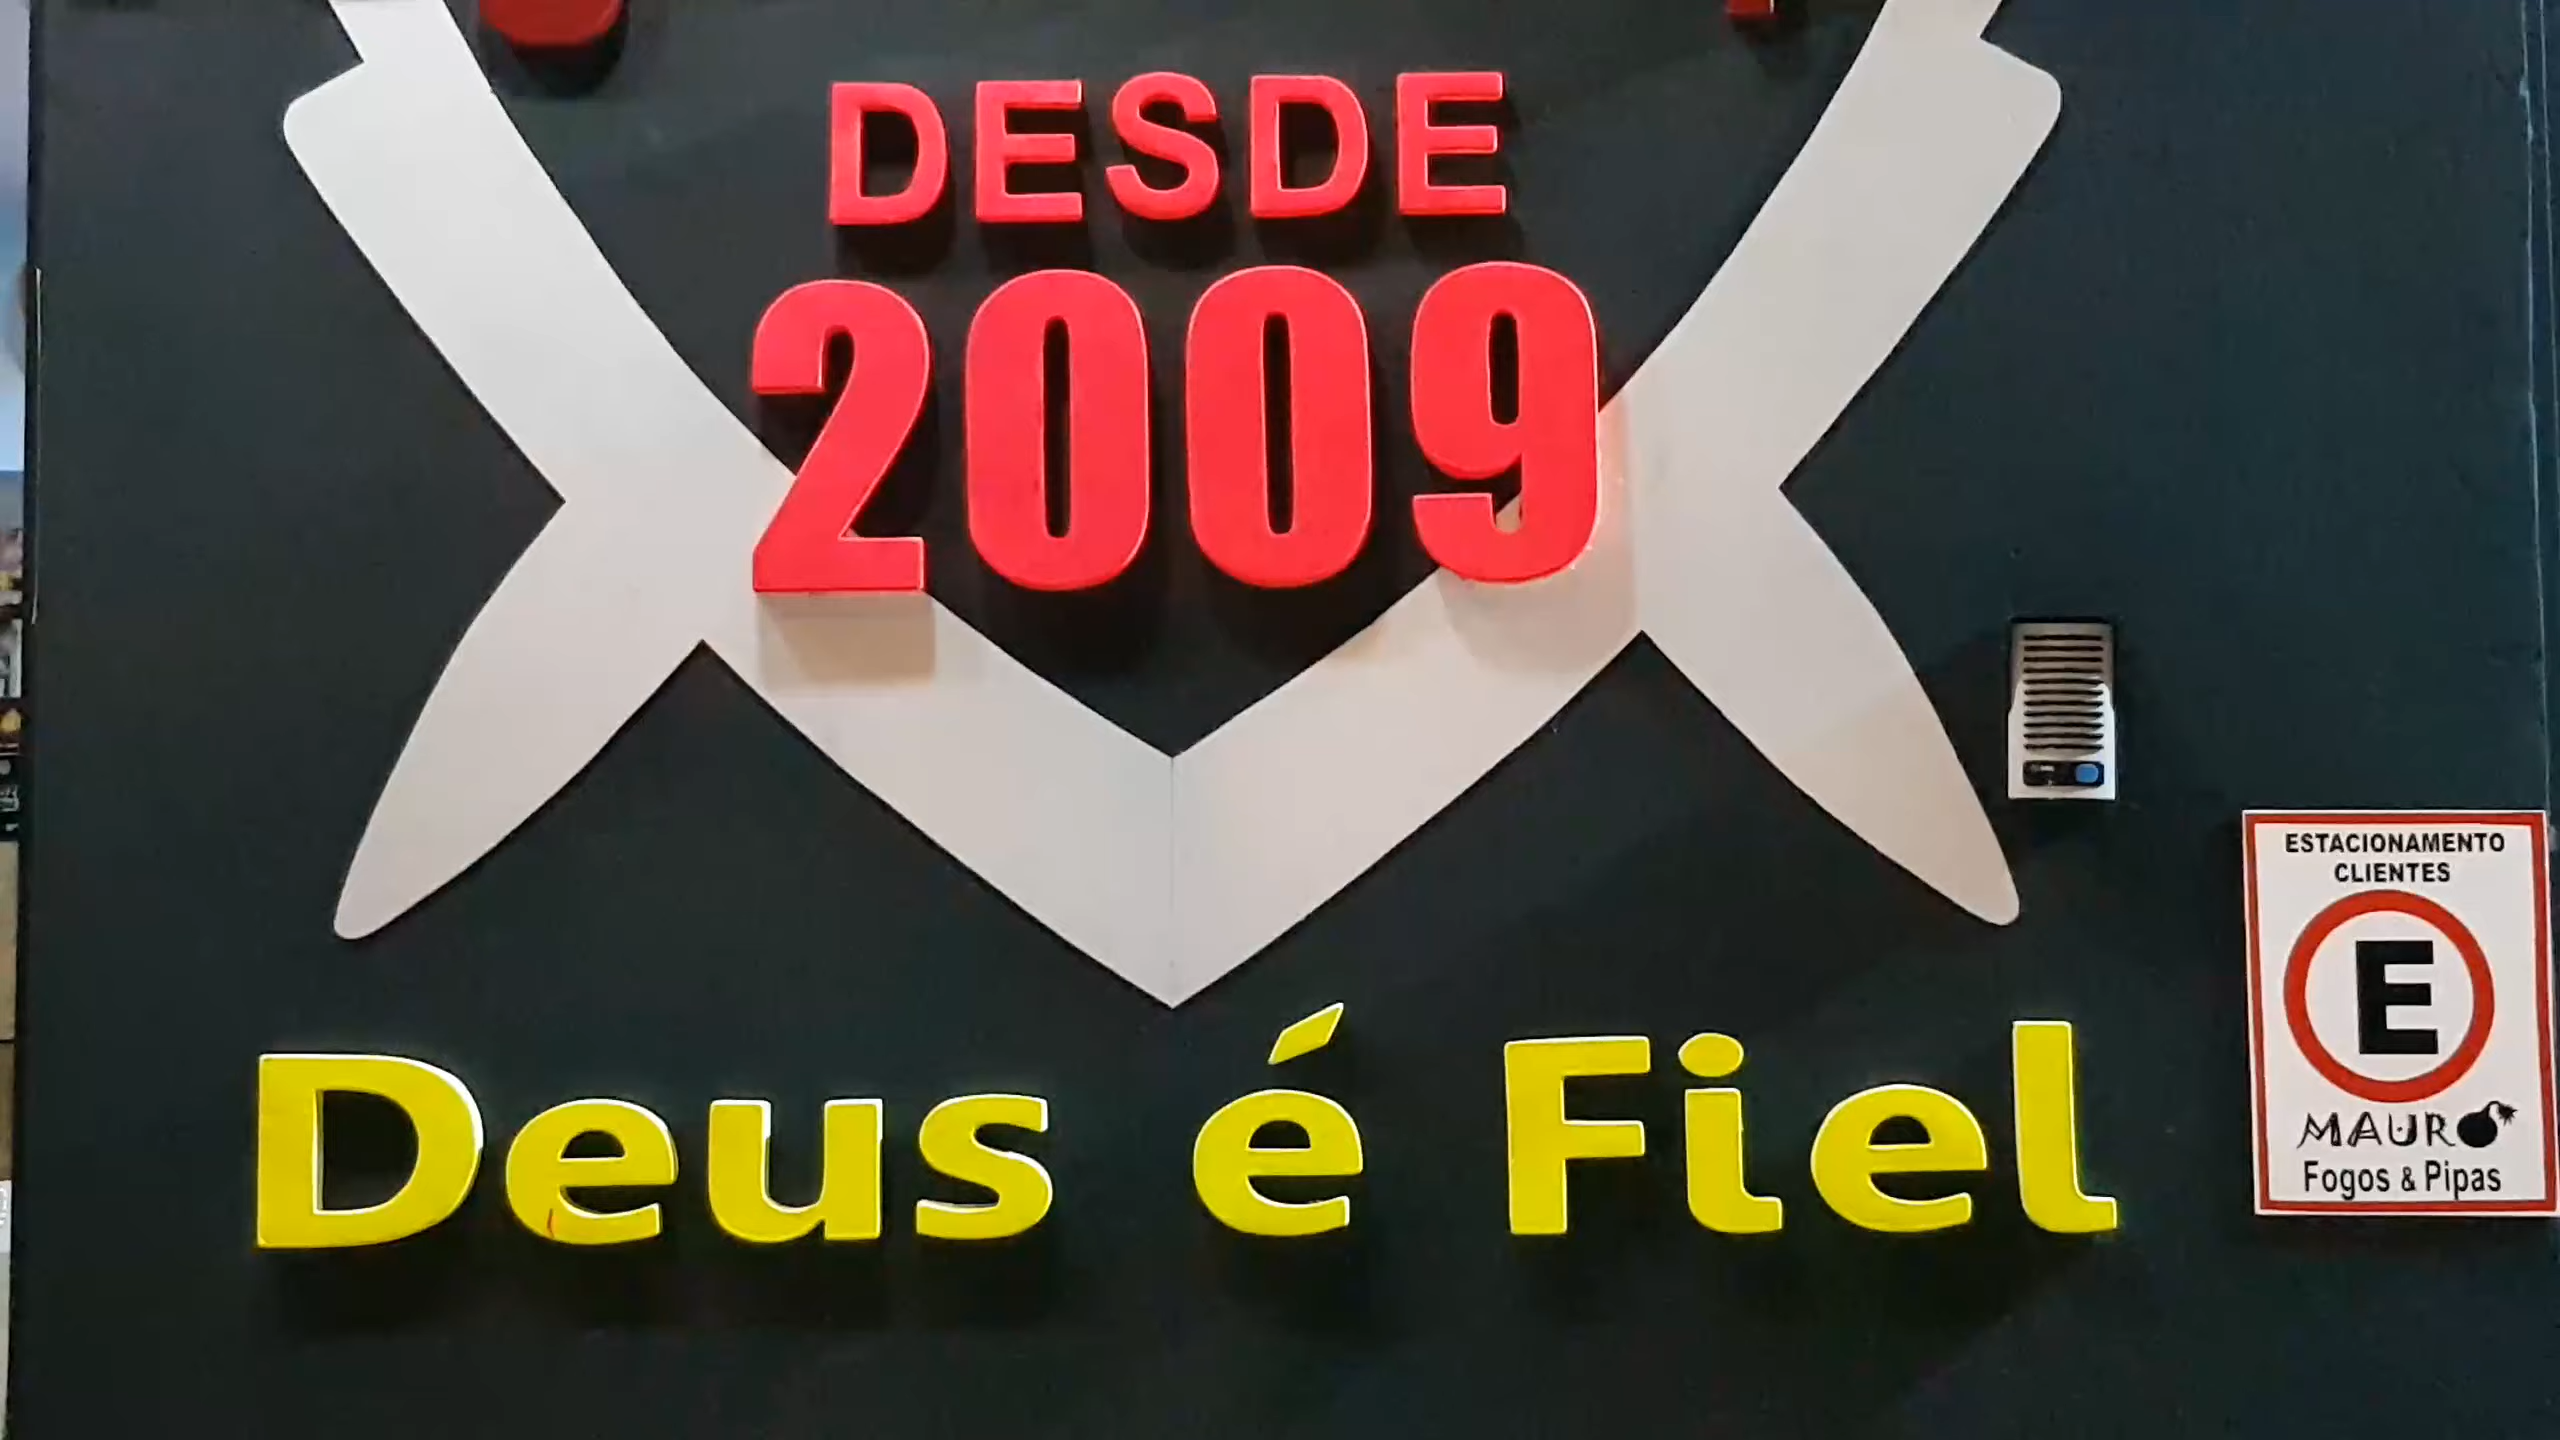 DESDE
2009
Deus é Fiel
ESTACIONAMENTO
CLIENTES
E
MAURO
Fogos & Pipas